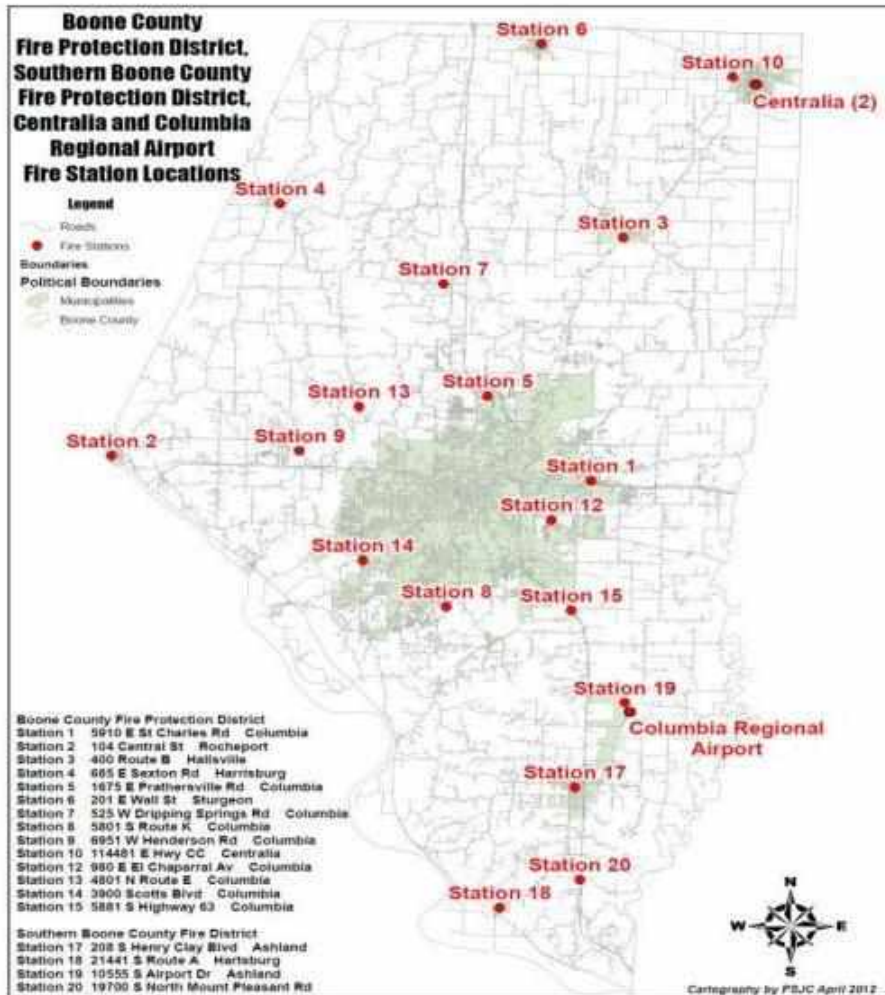 Boone County
Fire Protection District,
Southern Boone County
Fire Protection District,
Centralia and Columbia
Regional Airport
Fire Station Locations
Legend
Roads
Fire Stations
Boundaries
Political Boundaries
Municipalities
Boone County
Station 6
Station 10
Centralia (2)
Station 4
Station 3
Station 7
Station 5
Station 13
Station 9
Station 2
Station 1
Station 12
Station 14
Station 8
Station 15
Station 19
Columbia Regional
Airport
Station 17
Station 20
Station 18
Boone County Fire Protection District
Station 1 5910 E St Charles Rd Columbia
Station 2 104 Central St Rocheport
Station 3 400 Route B Hallsville
Station 4 665 E Sexton Rd Harrisburg
Station 5 1675 E Prathersville Rd Columbia
Station 6 201 E Wall St Sturgeon
Station 7 525 W Dripping Springs Rd Columbia
Station 8 5801 S Route K Columbia
Station 9 6951 W Henderson Rd Columbia
Station 10 114481 E Hwy CC Centralia
Station 12 980 E El Chaparral Av Columbia
Station 13 4801 N Route E Columbia
Station 14 3900 Scotts Blvd Columbia
Station 15 5881 S Highway 63 Columbia
Southern Boone County Fire District
Station 17 208 S Henry Clay Blvd Ashland
Station 18 21441 S Route A Hartsburg
Station 19 10555 S Airport Dr Ashland
Station 20 19700 S North Mount Pleasant Rd
N
W
E
S
Cartography by PSJC April 2012